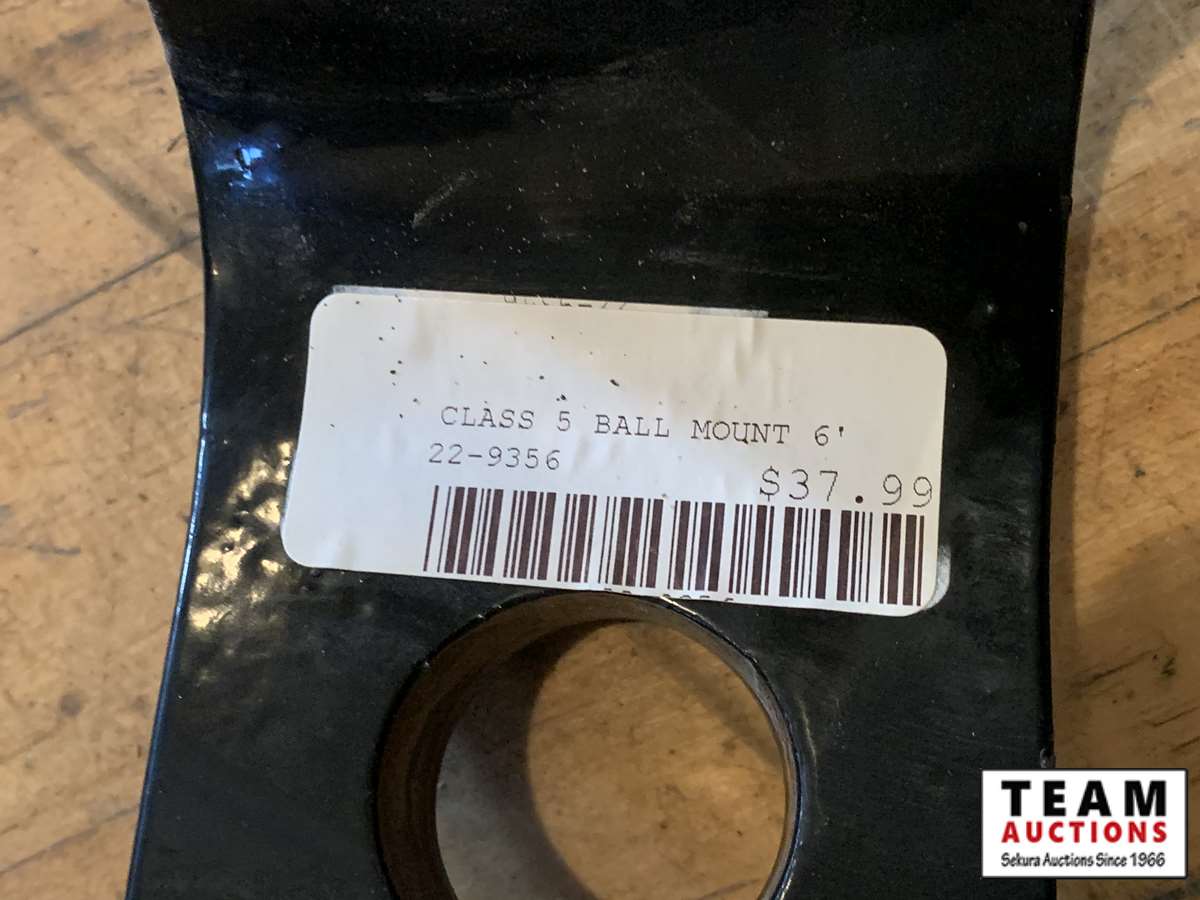 CLASS 5 BALL MOUNT 6'
22-9356
$37.99
TEAM
AUCTIONS
Sekura Auctions Since 1966